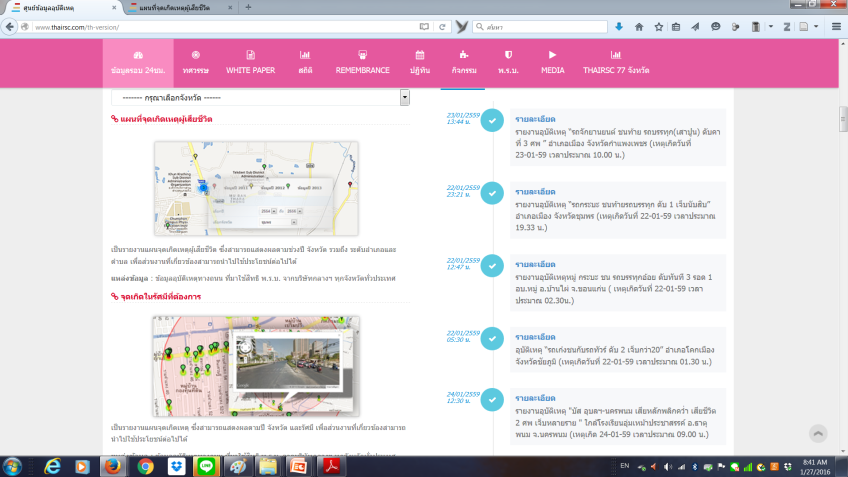 ศูนย์ข้อมูลอุบัติเหตุ
แผนที่จุดเกิดเหตุผู้เสียชีวิต
www.thairsc.com/th-version/
ค้นหา
ข้อมูลรอบ 24ชม.
ทศวรรษ
WHITE PAPER
สถิติ
REMEMBRANCE
ปฏิทิน
กิจกรรม
พ.ร.บ.
MEDIA
THAIRSC 77 จังหวัด
------- กรุณาเลือกจังหวัด ------
แผนที่จุดเกิดเหตุผู้เสียชีวิต
เป็นรายงานแผนจุดเกิดเหตุผู้เสียชีวิต ซึ่งสามารถแสดงผลตามช่วงปี จังหวัด รวมถึง ระดับอำเภอและ
ตำบล เพื่อส่วนงานที่เกี่ยวข้องสามารถนำไปใช้ประโยชน์ต่อไปได้
แหล่งข้อมูล : ข้อมูลอุบัติเหตุทางถนน ที่มาใช้สิทธิ พ.ร.บ. จากบริษัทกลางฯ ทุกจังหวัดทั่วประเทศ
จุดเกิดในรัศมีที่ต้องการ
เป็นรายงานแผนจุดเกิดเหตุ ซึ่งสามารถแสดงผลตามปี จังหวัด และรัศมี เพื่อส่วนงานที่เกี่ยวข้องสามารถ
นำไปใช้ประโยชน์ต่อไปได้
23/01/2559
13:44 น.
รายละเอียด
รายงานอุบัติเหตุ "รถจักยานยนต์ ชนท้าย รถบรรทุก(เสาปูน) ดับคา
ที่ 3 ศพ " อำเภอเมือง จังหวัดกำแพงเพชร (เหตุเกิดวันที่
23-01-59 เวลาประมาณ 10.00 น.)
22/01/2559
23:21 น.
รายละเอียด
รายงานอุบัติเหตุ "รถกระบะ ชนท้ายรถบรรทุก ดับ 1 เจ็บนับสิบ"
อำเภอเมือง จังหวัดชุมพร (เหตุเกิดวันที่ 22-01-59 เวลาประมาณ
19.33 น.)
22/01/2559
12:47 น.
รายละเอียด
รายงานอุบัติเหตุหมู่ กระบะ ชน รถบรรทุกอ้อย ดับทันที 3 รอด 1
อบ.หมู่ อ.บ้านไผ่ จ.ขอนแก่น ( เหตุเกิดวันที่ 22-01-59 เวลา
ประมาณ 02.30น.)
22/01/2559
05:30 น.
รายละเอียด
อุบัติเหตุ "รถเก๋งชนกับรถทัวร์ ดับ 2 เจ็บกว่า20" อำเภอโคกเมือง
จังหวัดชัยภูมิ (เหตุเกิดวันที่ 22-01-59 เวลาประมาณ 01.30 น.)
24/01/2559
12:30 น.
รายละเอียด
รายงานอุบัติเหตุ "บัส อุบลฯ-นครพนม เสียหลักพลิกคว่ำ เสียชีวิต
2 ศพ เจ็บหลายราย " ใกล้โรงเรียนอุ่มเหม้าประชาสรรค์ อ.ธาตุ
พนม จ.นครพนม (เหตุเกิด 24-01-59 เวลาประมาณ 09.00 น.)
EN
8:41 AM
1/27/2016